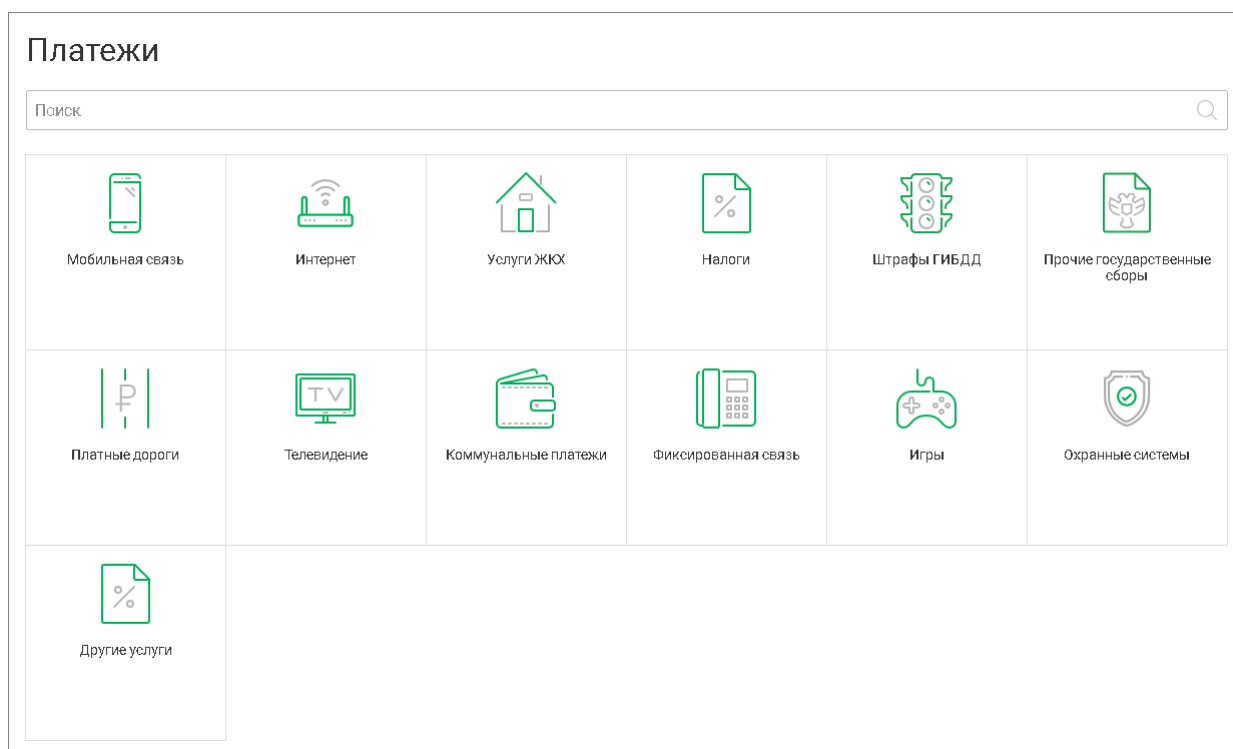 Платежи
Поиск
Мобильная связь
Интернет
Услуги ЖКХ
Налоги
Штрафы ГИБДД
Прочие государственные
сборы
Платные дороги
TV
Телевидение
Коммунальные платежи
Фиксированная связь
Игры
Охранные системы
Другие услуги